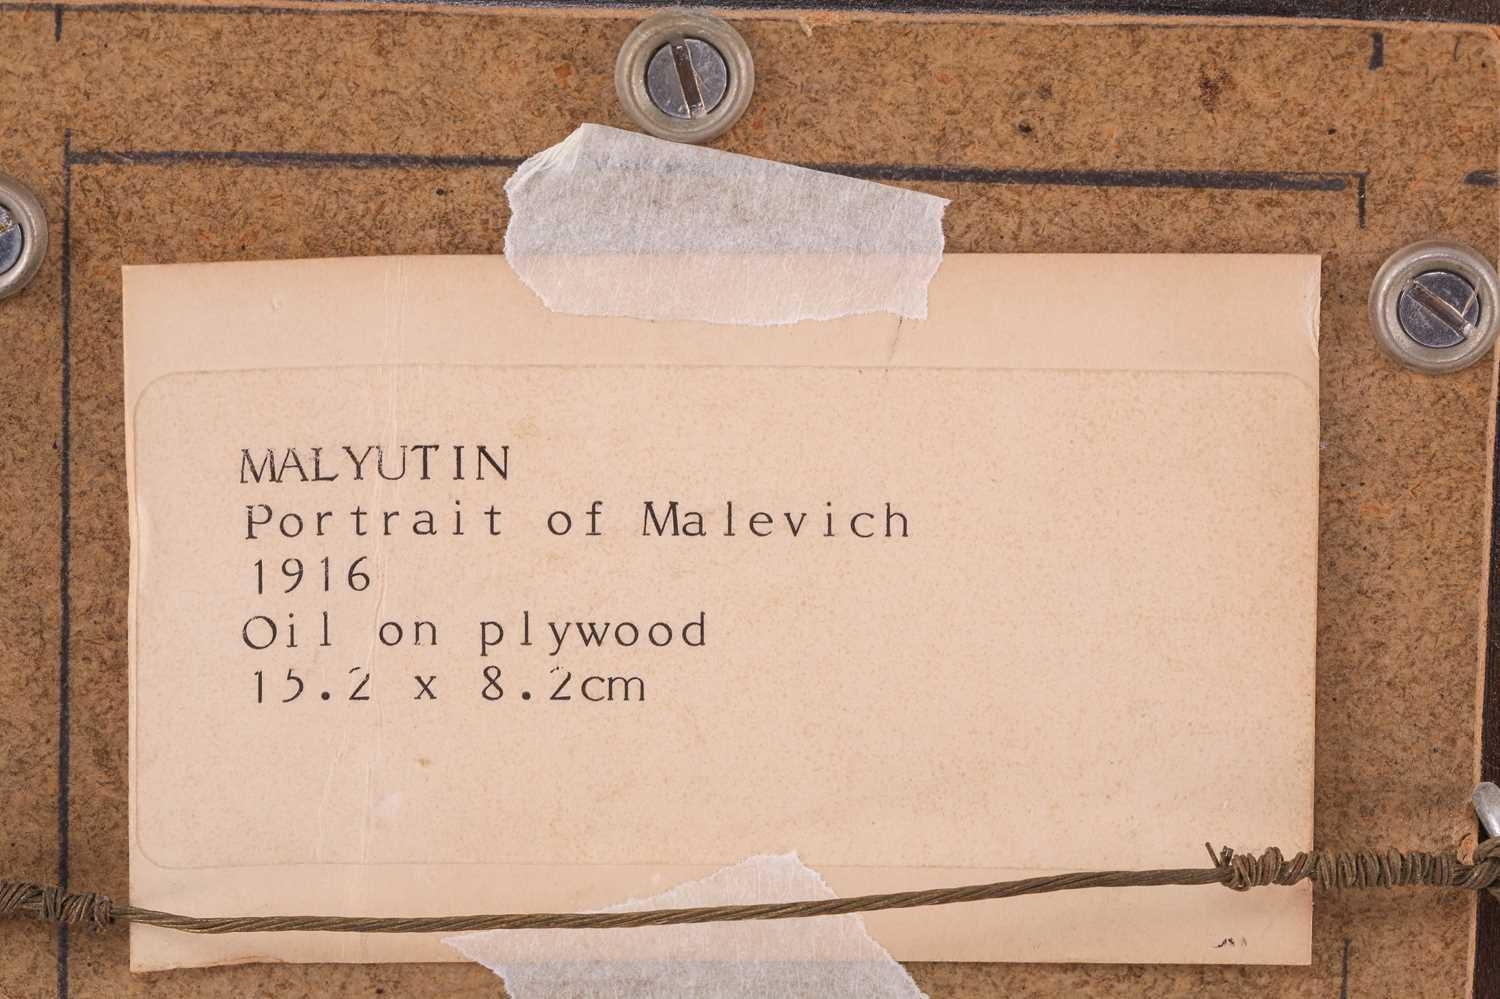 MALYUTIN
Portrait of Malevich
1916
Oil on plywood
15.2 x 8.2cm